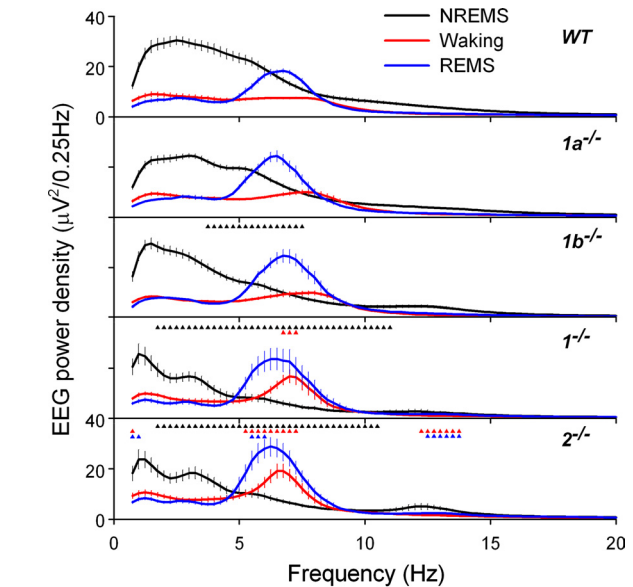 40
NREMS
Waking
REMS
WT
20
0
1a-/-
1b-/-
1-/-
40
2-/-
20
0
0 5 10 15 20
Frequency (Hz)
EEG power density (μV2/0.25Hz)